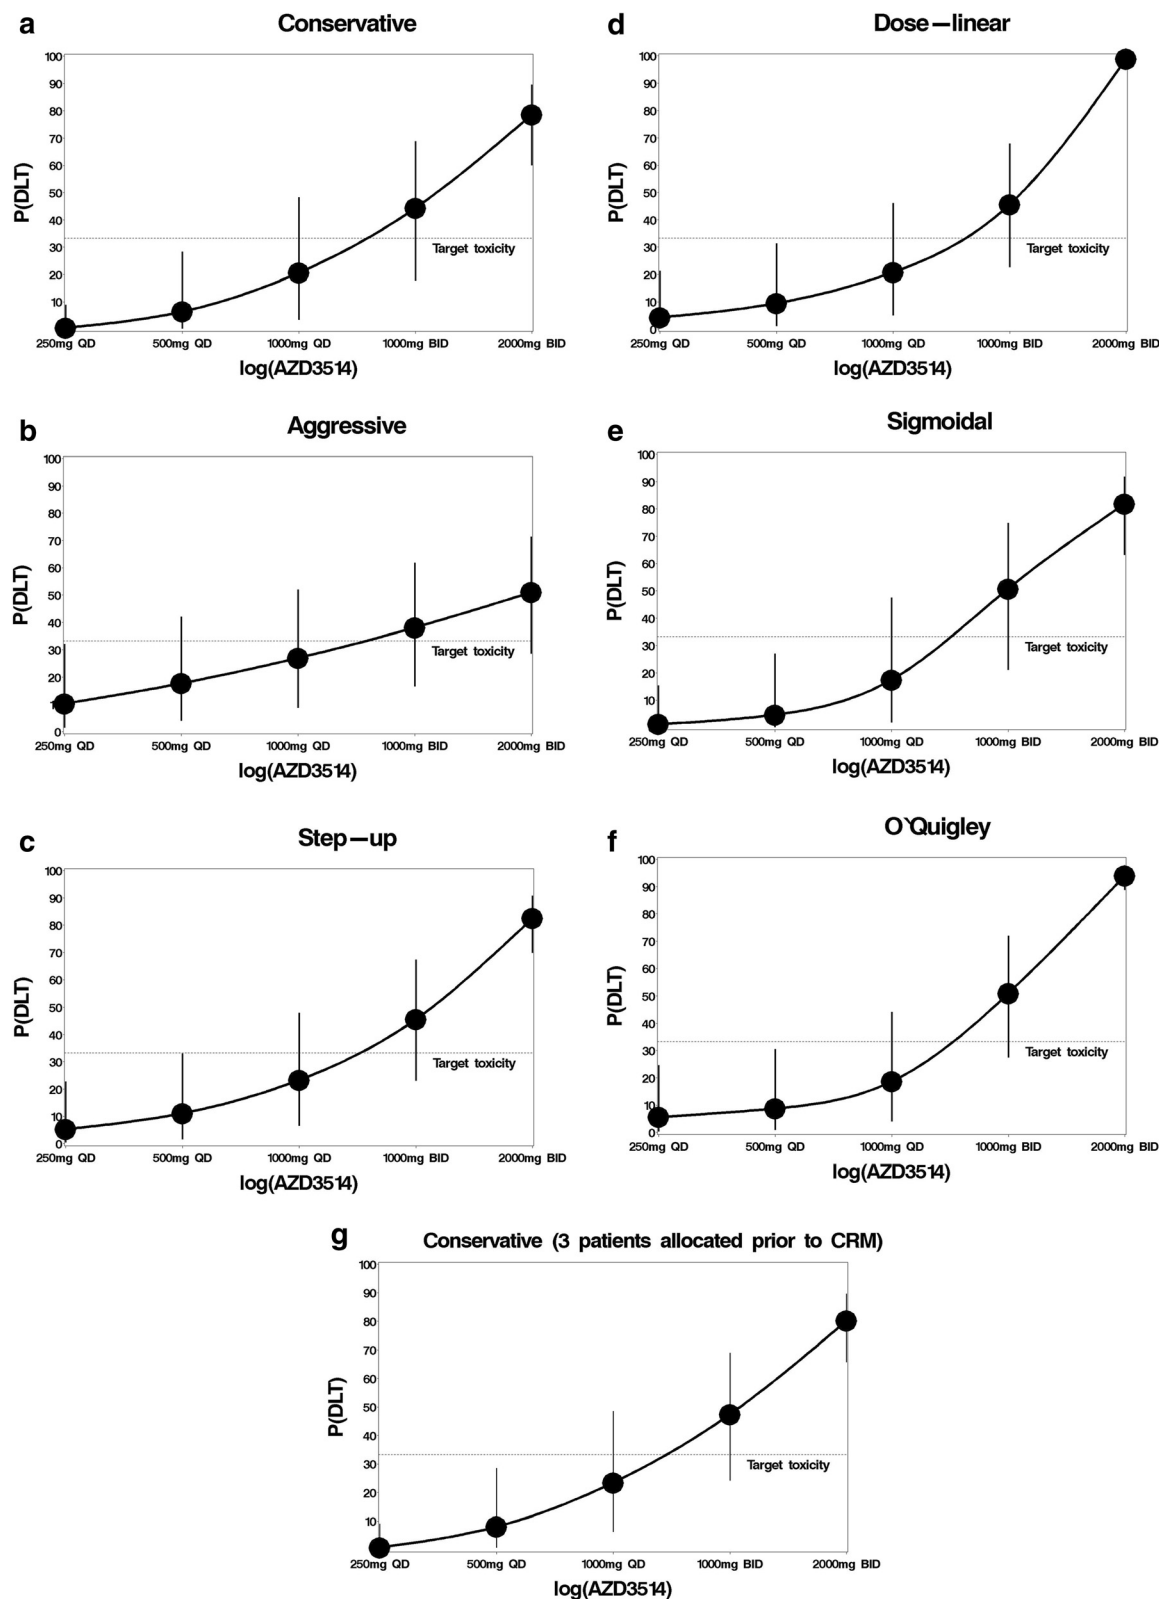 a
Conservative
100
90
80
70
60
50
40
30
20
10
0
P(DLT)
Target toxicity
250mg QD 500mg QD 1000mg QD 1000mg BID 2000mg BID
log(AZD3514)
d
Dose–linear
100
90
80
70
60
50
40
30
20
10
0
P(DLT)
Target toxicity
250mg QD 500mg QD 1000mg QD 1000mg BID 2000mg BID
log(AZD3514)
b
Aggressive
100
90
80
70
60
50
40
30
20
10
0
P(DLT)
Target toxicity
250mg QD 500mg QD 1000mg QD 1000mg BID 2000mg BID
log(AZD3514)
e
Sigmoidal
100
90
80
70
60
50
40
30
20
10
P(DLT)
Target toxicity
250mg QD 500mg QD 1000mg QD 1000mg BID 2000mg BID
log(AZD3514)
c
Step–up
100
90
80
70
60
50
40
30
20
10
0
P(DLT)
Target toxicity
250mg QD 500mg QD 1000mg QD 1000mg BID 2000mg BID
log(AZD3514)
f
O`Quigley
100
90
80
70
60
50
40
30
20
10
0
P(DLT)
Target toxicity
250mg QD 500mg QD 1000mg QD 1000mg BID 2000mg BID
log(AZD3514)
g
Conservative (3 patients allocated prior to CRM)
100
90
80
70
60
50
40
30
20
10
P(DLT)
Target toxicity
250mg QD 500mg QD 1000mg QD 1000mg BID 2000mg BID
log(AZD3514)